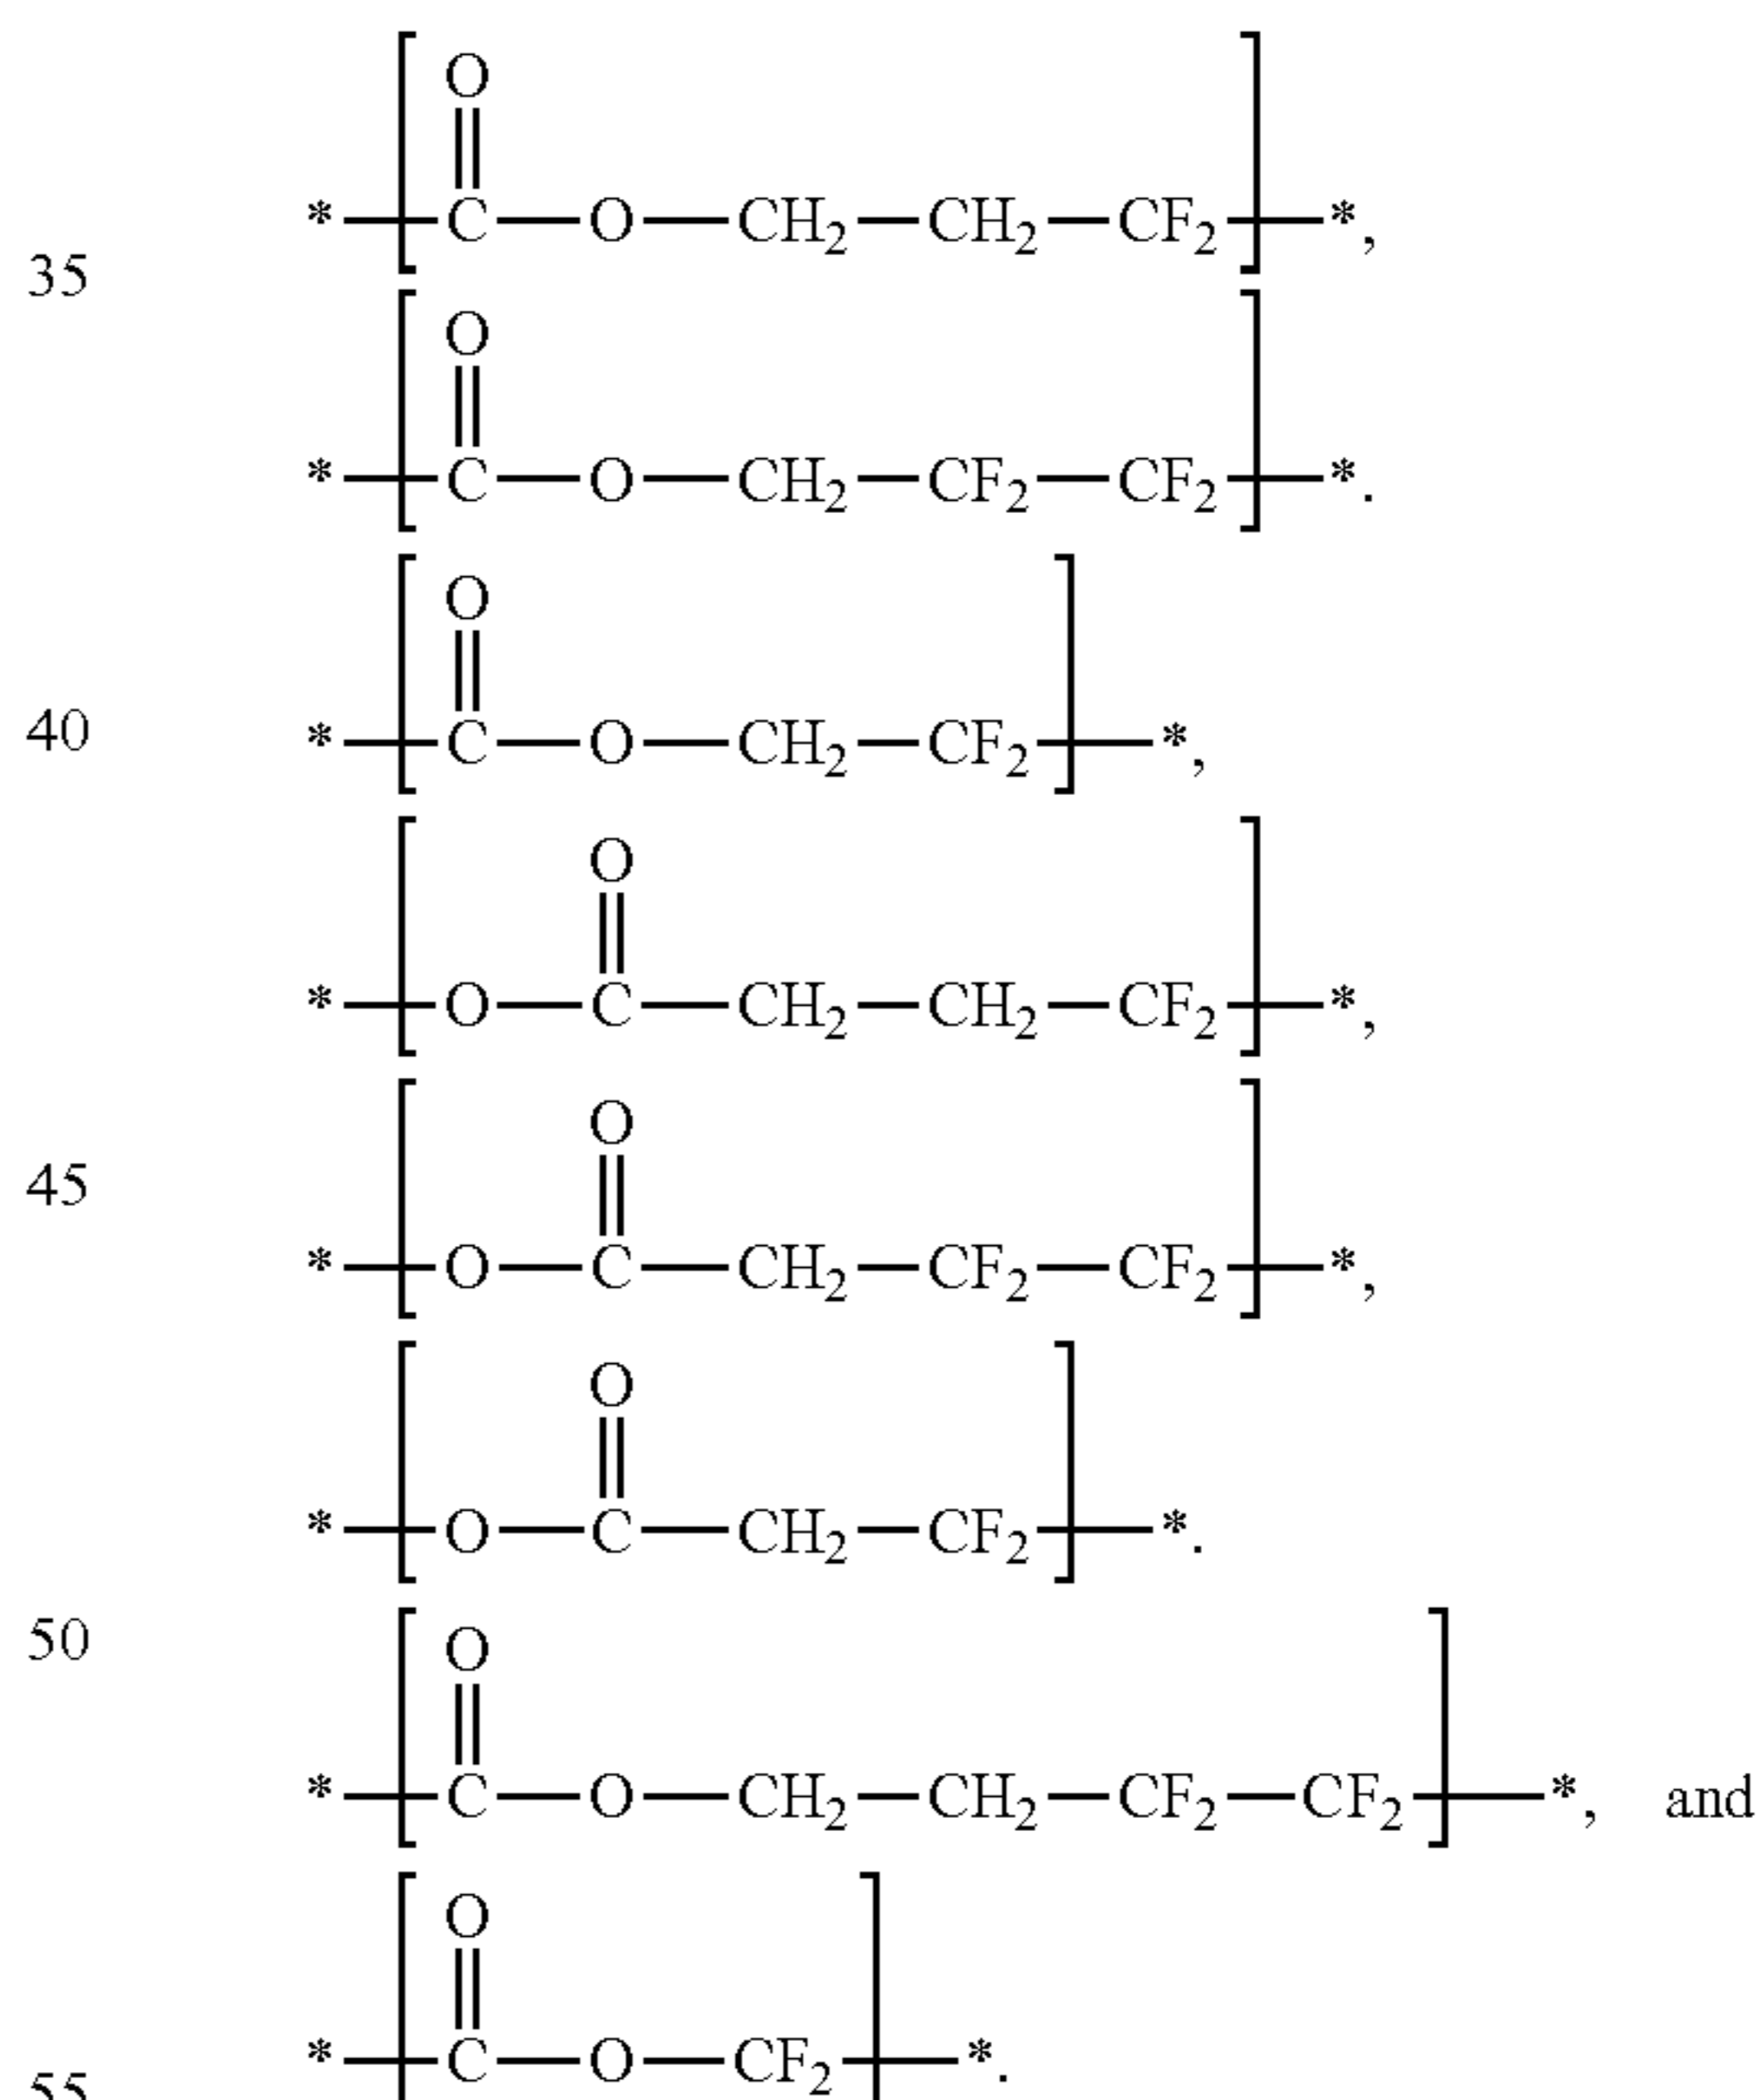 O
* C O CH2 CH2 CF2 *,
35
O
* C O CH2 CF2 CF2 *.
O
40
* C O CH2 CF2 *,
O
* O C CH2 CH2 CF2 *,
O
45
* O C CH2 CF2 CF2 *,
O
* O C CH2 CF2 *.
50
O
* C O CH2 CH2 CF2 CF2 *, and
O
* C O CF2 *.
55